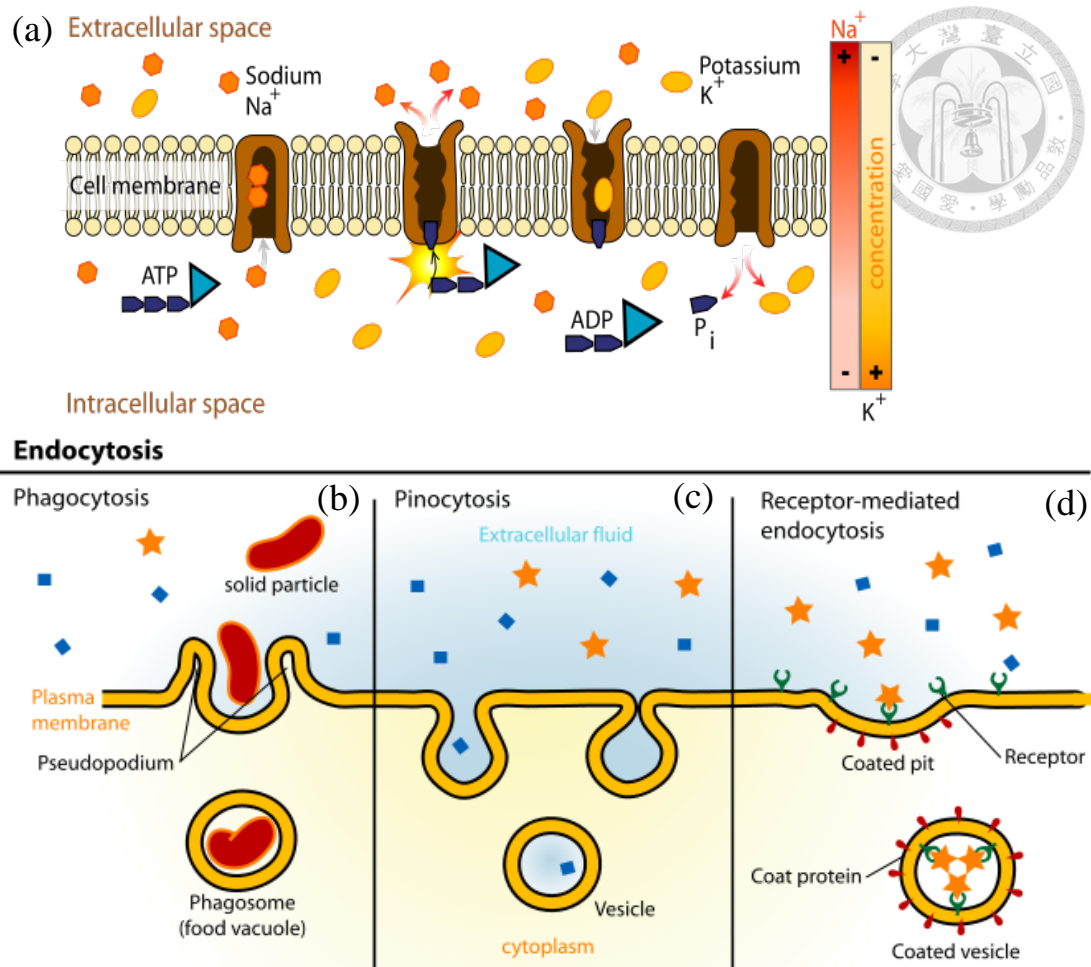 (a)
Extracellular space
Sodium
Na+
Potassium
K+
Na+
+
-
Cell membrane
concentration
ATP
ADP
Pi
-
+
K+
Intracellular space
Endocytosis
Phagocytosis
(b)
solid particle
Plasma
membrane
Pseudopodium
Phagosome
(food vacuole)
Pinocytosis
(c)
Extracellular fluid
Vesicle
cytoplasm
Receptor-mediated
endocytosis
(d)
Coated pit
Receptor
Coat protein
Coated vesicle